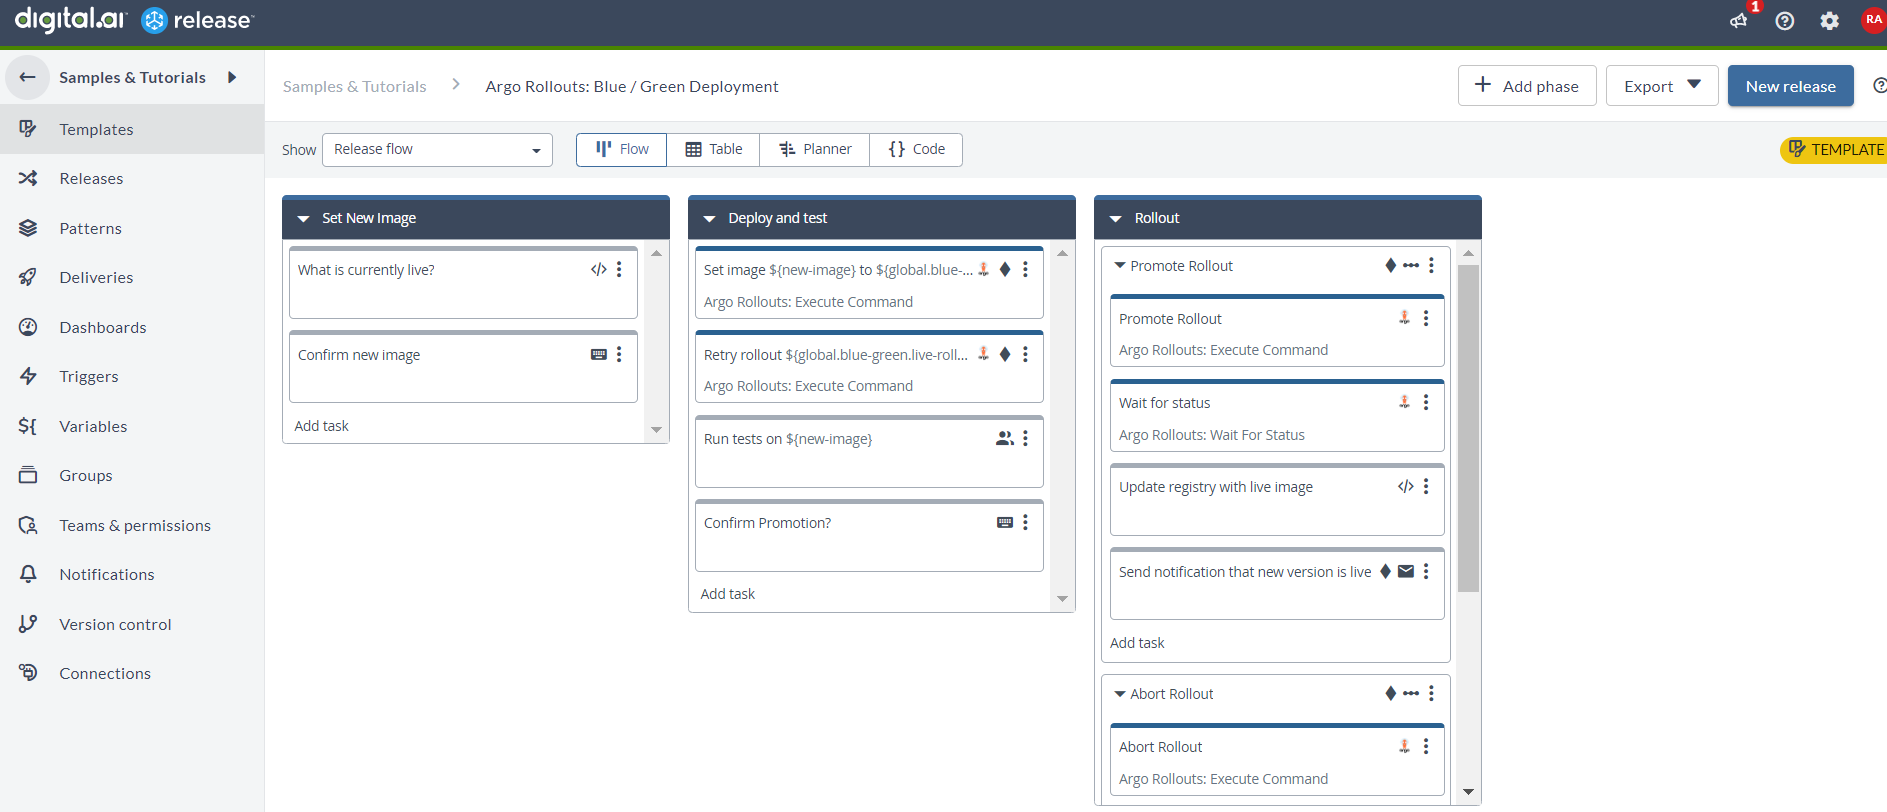 digital.ai release
1
RA
Samples & Tutorials
Templates
Releases
Patterns
Deliveries
Dashboards
Triggers
Variables
Groups
Teams & permissions
Notifications
Version control
Connections
Samples & Tutorials > Argo Rollouts: Blue / Green Deployment
Add phase
Export
New release
Show
Release flow
Flow
Table
Planner
Code
TEMPLATE
Set New Image
What is currently live?
Confirm new image
Add task
Deploy and test
Set image ${new-image} to ${global.blue-...
Argo Rollouts: Execute Command
Retry rollout ${global.blue-green.live-roll...
Argo Rollouts: Execute Command
Run tests on ${new-image}
Confirm Promotion?
Add task
Rollout
Promote Rollout
Promote Rollout
Argo Rollouts: Execute Command
Wait for status
Argo Rollouts: Wait For Status
Update registry with live image
Send notification that new version is live
Add task
Abort Rollout
Abort Rollout
Argo Rollouts: Execute Command